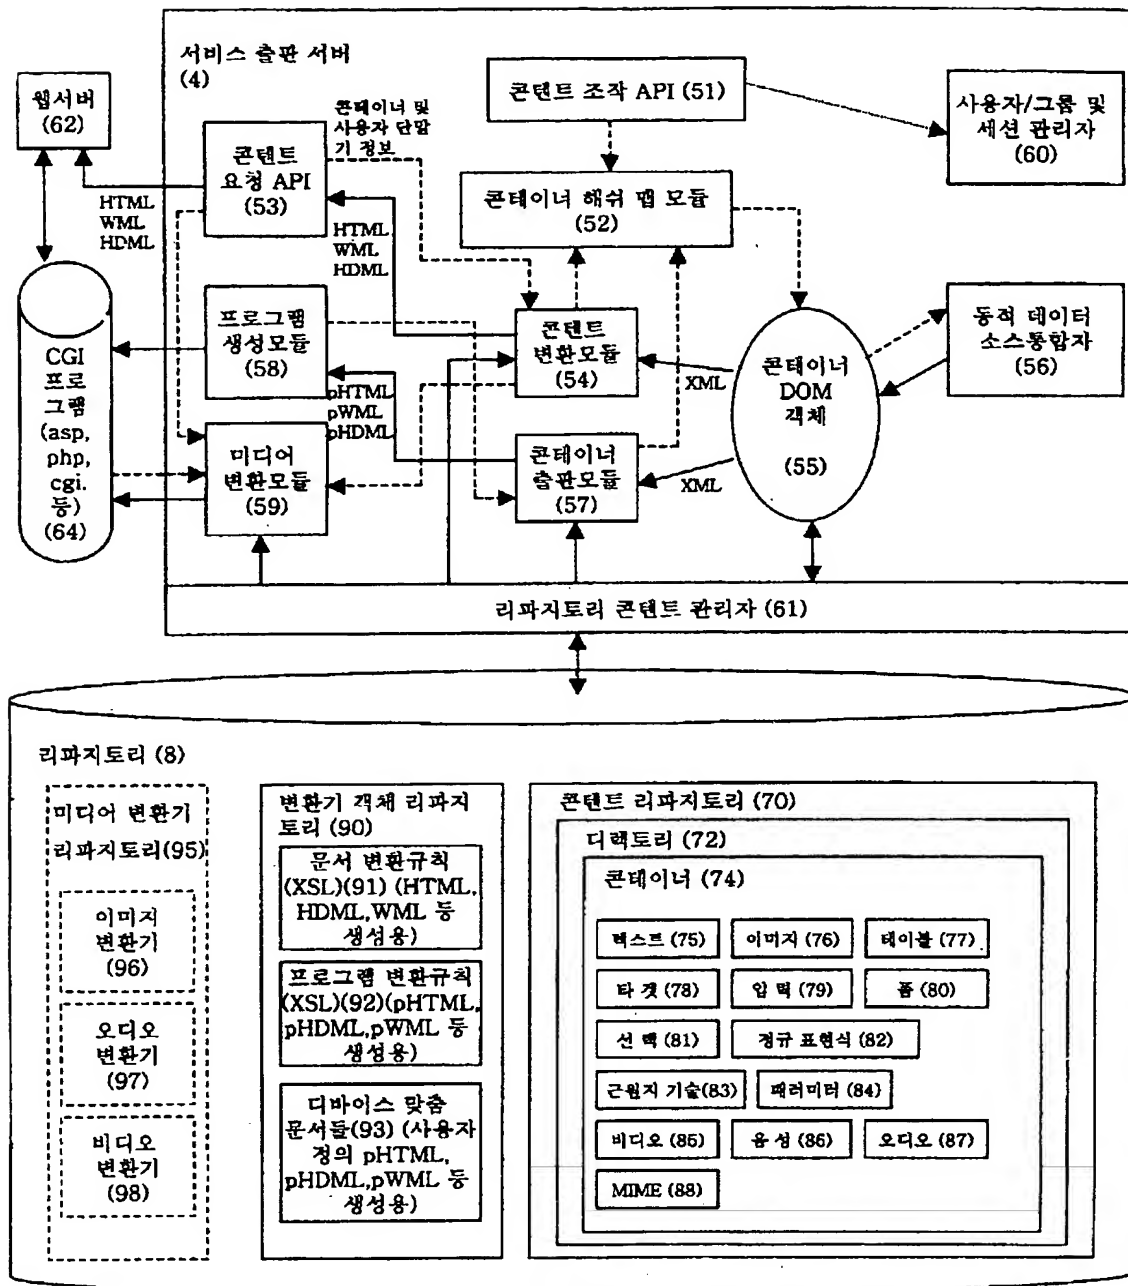 서비스 출판 서버
(4)
웹서버
(62)
콘텐트 조작 API (51)
사용자/그룹 및
세션 관리자
(60)
콘테이너 및
사용자 단말
기 정보
콘텐트
요청 API
(53)
콘테이너 해쉬 맵 모듈
(52)
HTML
WML
HDML
HTML
WML
HDML
프로그램
생성모듈
(58)
콘텐트
변환모듈
(54)
콘테이너
DOM
객체
(55)
동적 데이터
소스통합자
(56)
XML
CGI
프로
그램
(asp,
php,
cgi.
등)
(64)
pHTML
pWML
pHDML
미디어
변환모듈
(59)
콘테이너
출판모듈
(57)
XML
리파지토리 콘텐트 관리자 (61)
리파지토리 (8)
미디어 변환기
리파지토리(95)
이미지
변환기
(96)
오디오
변환기
(97)
비디오
변환기
(98)
변환기 객체 리파지
토리 (90)
문서 변환규칙
(XSL)(91) (HTML,
HDML,WML 등
생성용)
프로그램 변환규칙
(XSL)(92)(pHTML,
pHDML,pWML 등
생성용)
디바이스 맞춤
문서들(93) (사용자
정의 pHTML,
pHDML,pWML 등
생성용)
콘텐트 리파지토리 (70)
디렉토리 (72)
콘테이너 (74)
텍스트 (75)
이미지 (76)
테이블 (77)
타 겟 (78)
입 력 (79)
폼 (80)
선 택 (81)
정규 표현식 (82)
근원지 기술(83)
패러미터 (84)
비디오 (85)
음 성 (86)
오디오 (87)
MIME (88)